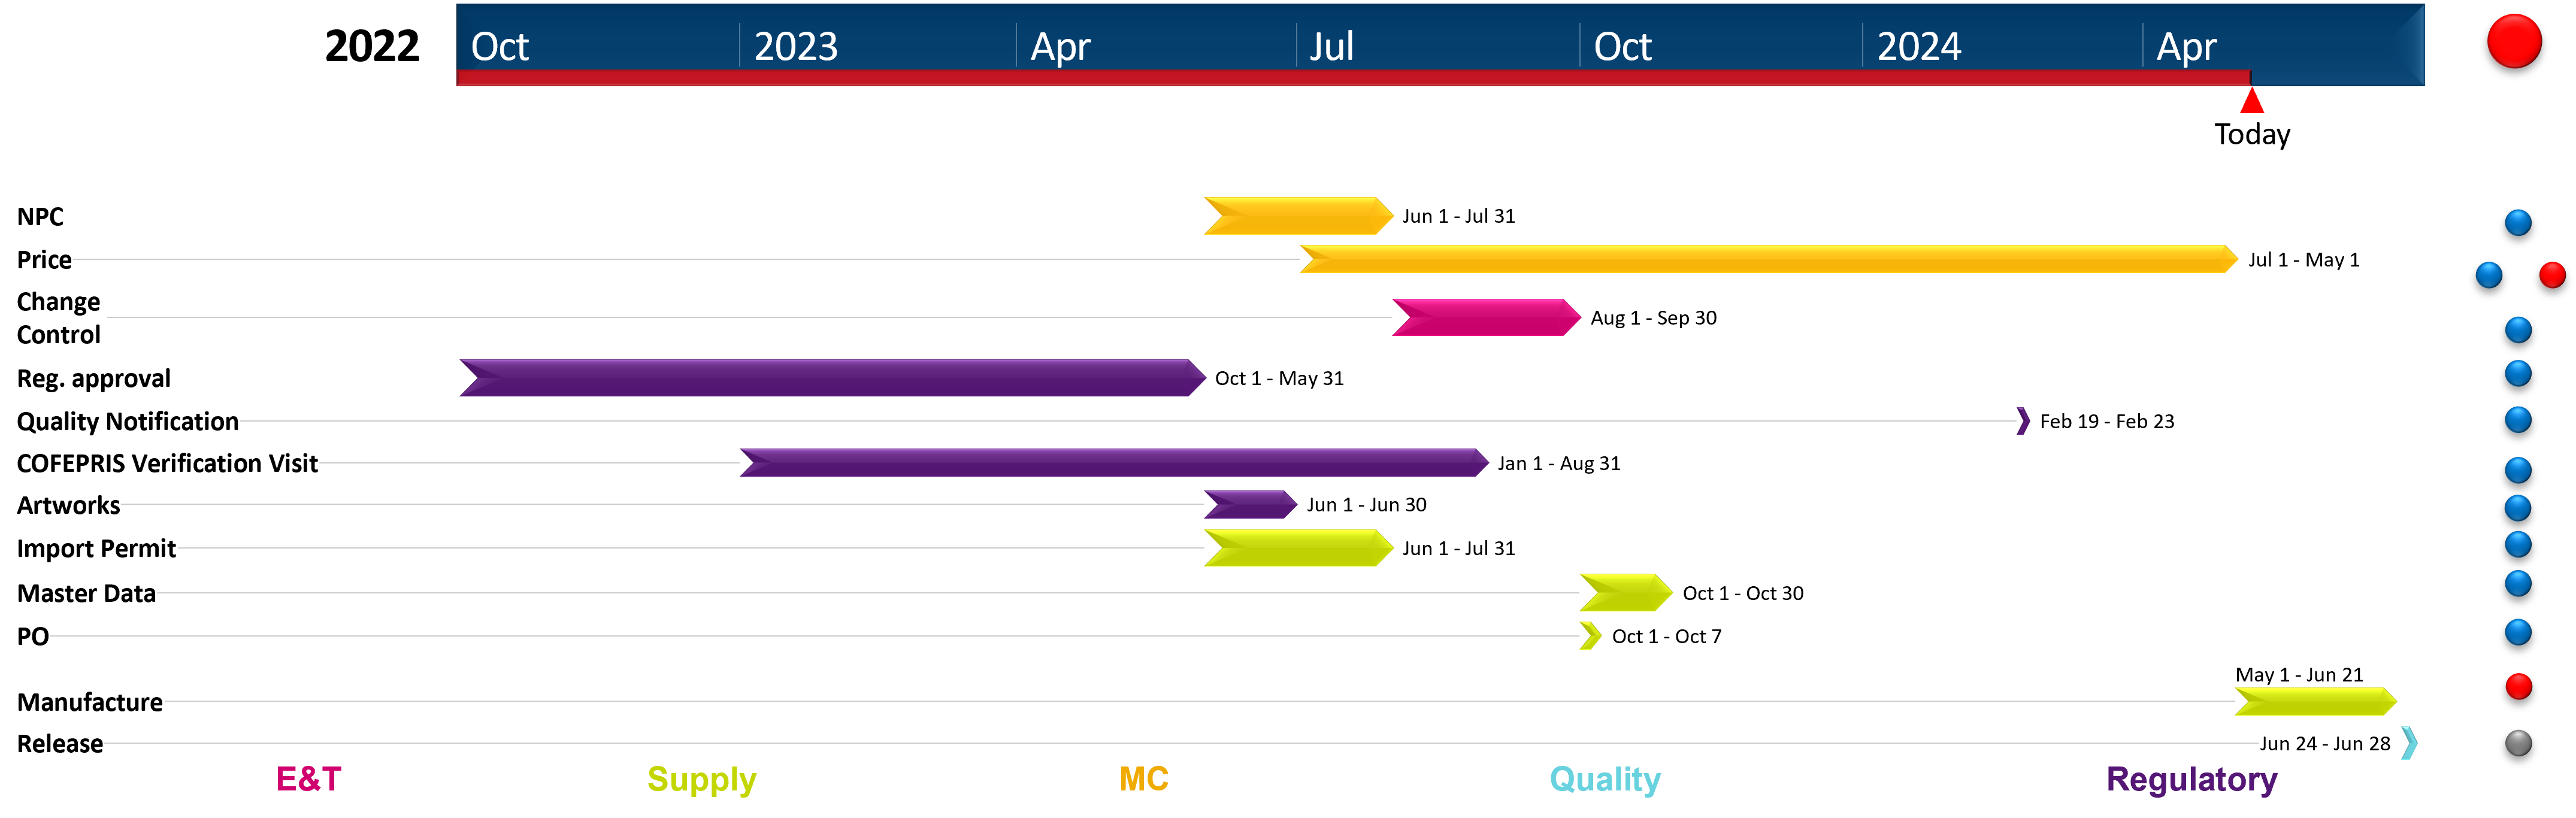 2022 Oct 2023 Apr Jul Oct 2024 Apr
Today
NPC Jun 1 - Jul 31
Price Jul 1 - May 1
Change
Control Aug 1 - Sep 30
Reg. approval Oct 1 - May 31
Quality Notification Feb 19 - Feb 23
COFEPRIS Verification Visit Jan 1 - Aug 31
Artworks Jun 1 - Jun 30
Import Permit Jun 1 - Jul 31
Master Data Oct 1 - Oct 30
PO Oct 1 - Oct 7
Manufacture May 1 - Jun 21
Release Jun 24 - Jun 28
E&T Supply MC Quality Regulatory